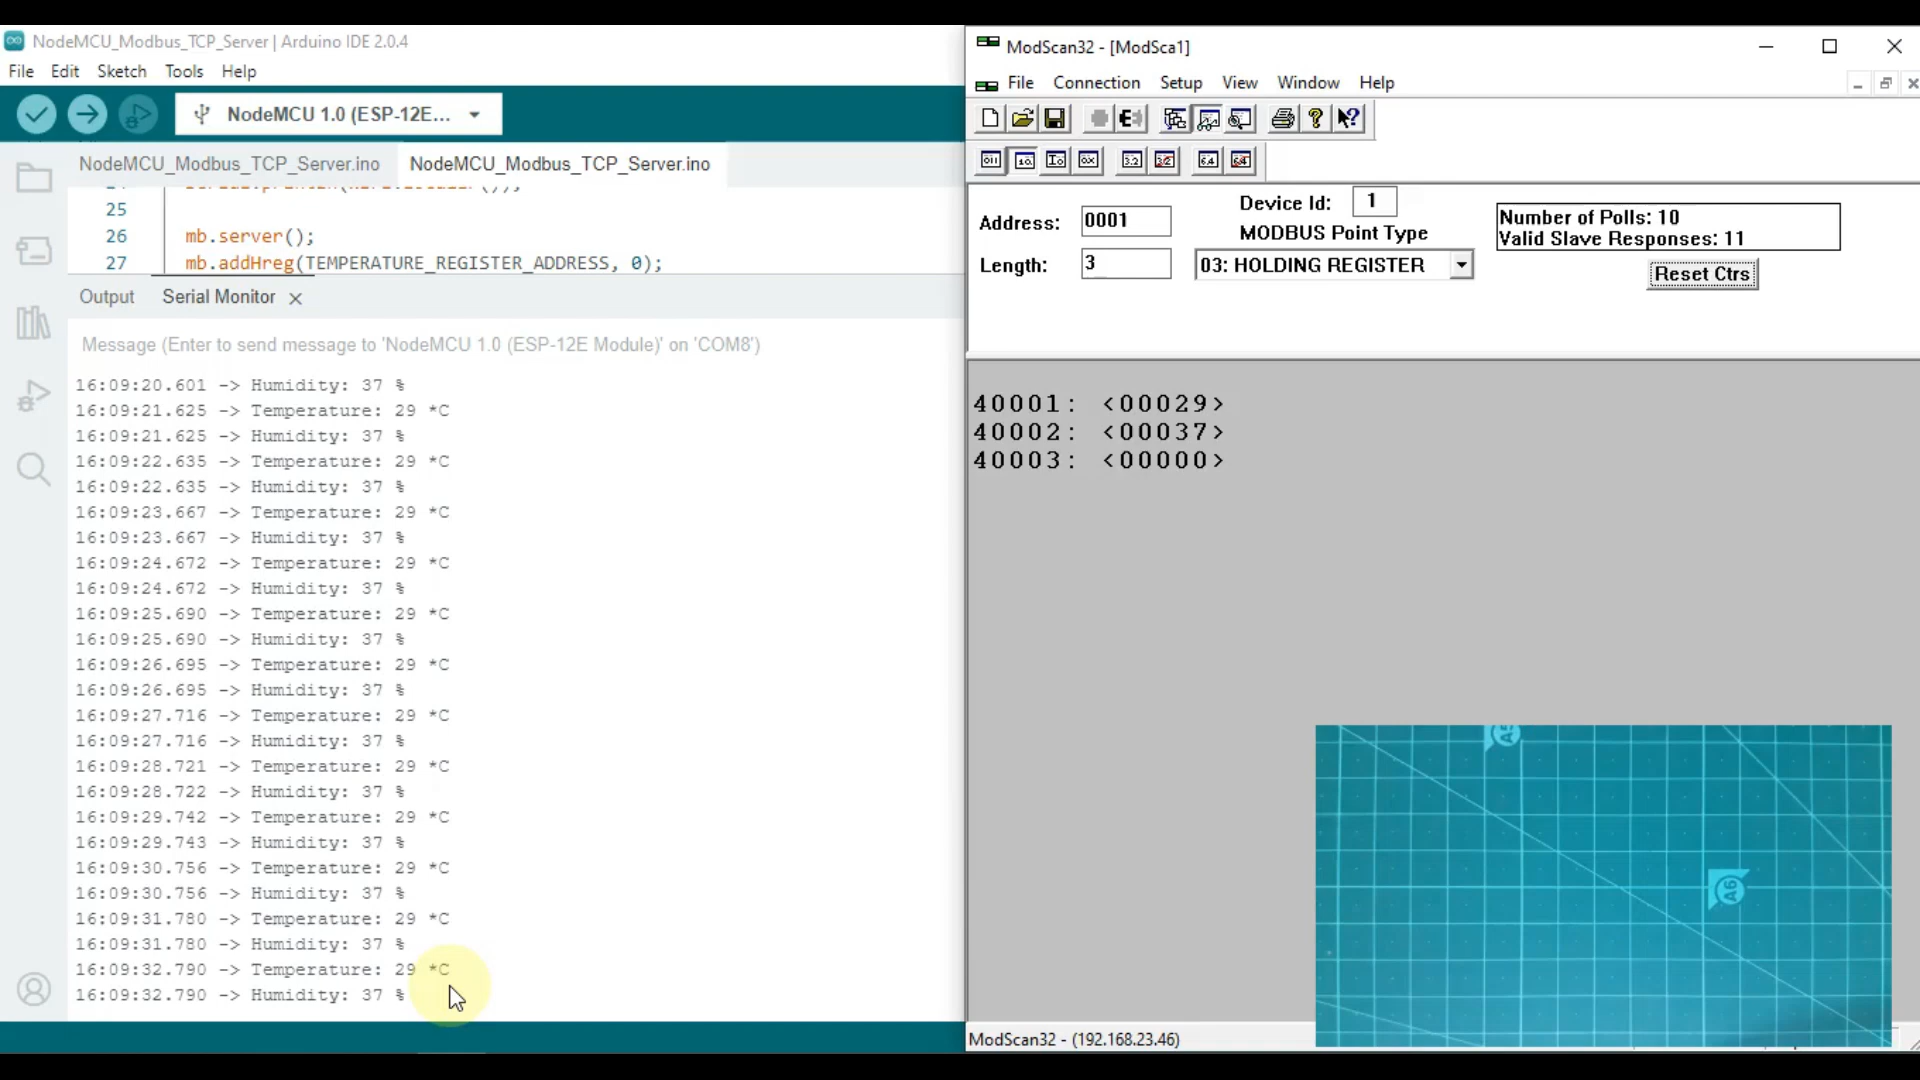 NodeMCU_Modbus_TCP_Server | Arduino IDE 2.0.4
File Edit Sketch Tools Help
NodeMCU 1.0 (ESP-12E...
NodeMCU_Modbus_TCP_Server.ino NodeMCU_Modbus_TCP_Server.ino
25
26 mb.server();
27 mb.addHreg(TEMPERATURE_REGISTER_ADDRESS, 0);
Output Serial Monitor
Message (Enter to send message to 'NodeMCU 1.0 (ESP-12E Module)' on 'COM8')
16:09:20.601 -> Humidity: 37 %
16:09:21.625 -> Temperature: 29 *C
16:09:21.625 -> Humidity: 37 %
16:09:22.635 -> Temperature: 29 *C
16:09:22.635 -> Humidity: 37 %
16:09:23.667 -> Temperature: 29 *C
16:09:23.667 -> Humidity: 37 %
16:09:24.672 -> Temperature: 29 *C
16:09:24.672 -> Humidity: 37 %
16:09:25.690 -> Temperature: 29 *C
16:09:25.690 -> Humidity: 37 %
16:09:26.695 -> Temperature: 29 *C
16:09:26.695 -> Humidity: 37 %
16:09:27.716 -> Temperature: 29 *C
16:09:27.716 -> Humidity: 37 %
16:09:28.721 -> Temperature: 29 *C
16:09:28.722 -> Humidity: 37 %
16:09:29.742 -> Temperature: 29 *C
16:09:29.743 -> Humidity: 37 %
16:09:30.756 -> Temperature: 29 *C
16:09:30.756 -> Humidity: 37 %
16:09:31.780 -> Temperature: 29 *C
16:09:31.780 -> Humidity: 37 %
16:09:32.790 -> Temperature: 29 *C
16:09:32.790 -> Humidity: 37 %
ModScan32 - [ModSca1]
File Connection Setup View Window Help
Address: 0001
Length: 3
Device Id: 1
MODBUS Point Type
03: HOLDING REGISTER
Number of Polls: 10
Valid Slave Responses: 11
Reset Ctrs
40001: <00029>
40002: <00037>
40003: <00000>
A5
A6
ModScan32 - (192.168.23.46)